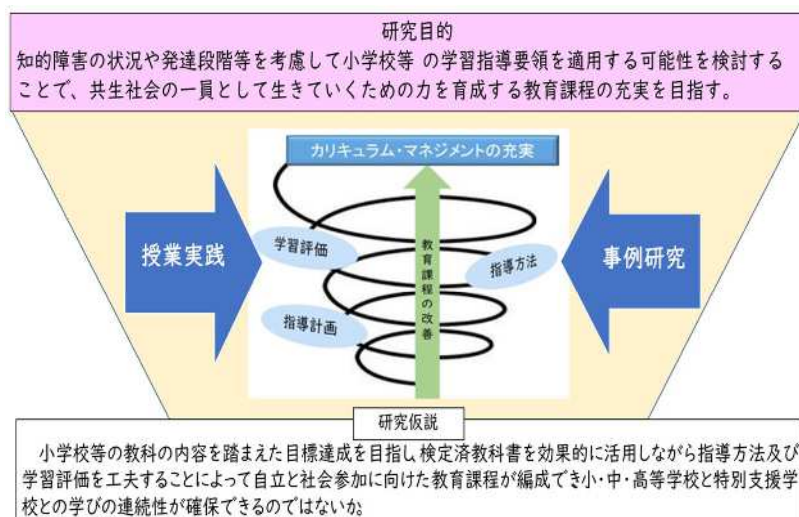 研究目的
知的障害の状況や発達段階等を考慮して小学校等 の学習指導要領を適用する可能性を検討する
ことで、共生社会の一員として生きていくための力を育成する教育課程の充実を目指す。
カリキュラム・マネジメントの充実
授業実践
学習評価
指導計画
教育課程の改善
指導方法
事例研究
研究仮説
小学校等の教科の内容を踏まえた目標達成を目指し検定済教科書を効果的に活用しながら指導方法及び
学習評価を工夫することによって自立と社会参加に向けた教育課程が編成でき小・中・高等学校と特別支援学
校との学びの連続性が確保できるのではないか。